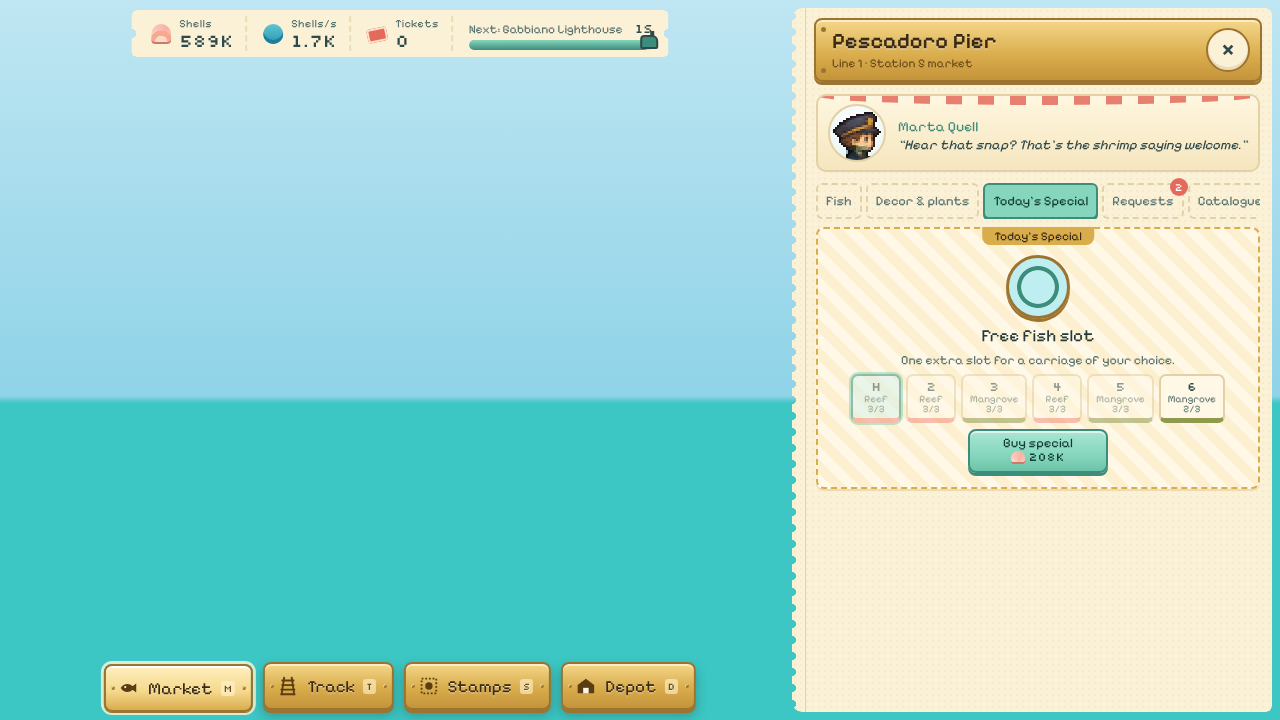 Shells
589K
Shells/s
1.7K
Tickets
0
Next: Gabbiano Lighthouse 1S
Pescadoro Pier
Line 1 · Station 8 market
×
Marta Quell
"Hear that snap? That's the shrimp saying welcome."
Fish
Decor & plants
Today's Special
Requests
2
Catalogue
Today's Special
Free fish slot
One extra slot for a carriage of your choice.
H
Reef
3/3
2
Reef
3/3
3
Mangrove
3/3
4
Reef
3/3
5
Mangrove
3/3
6
Mangrove
2/3
Buy special
208K
Market M
Track T
Stamps S
Depot D